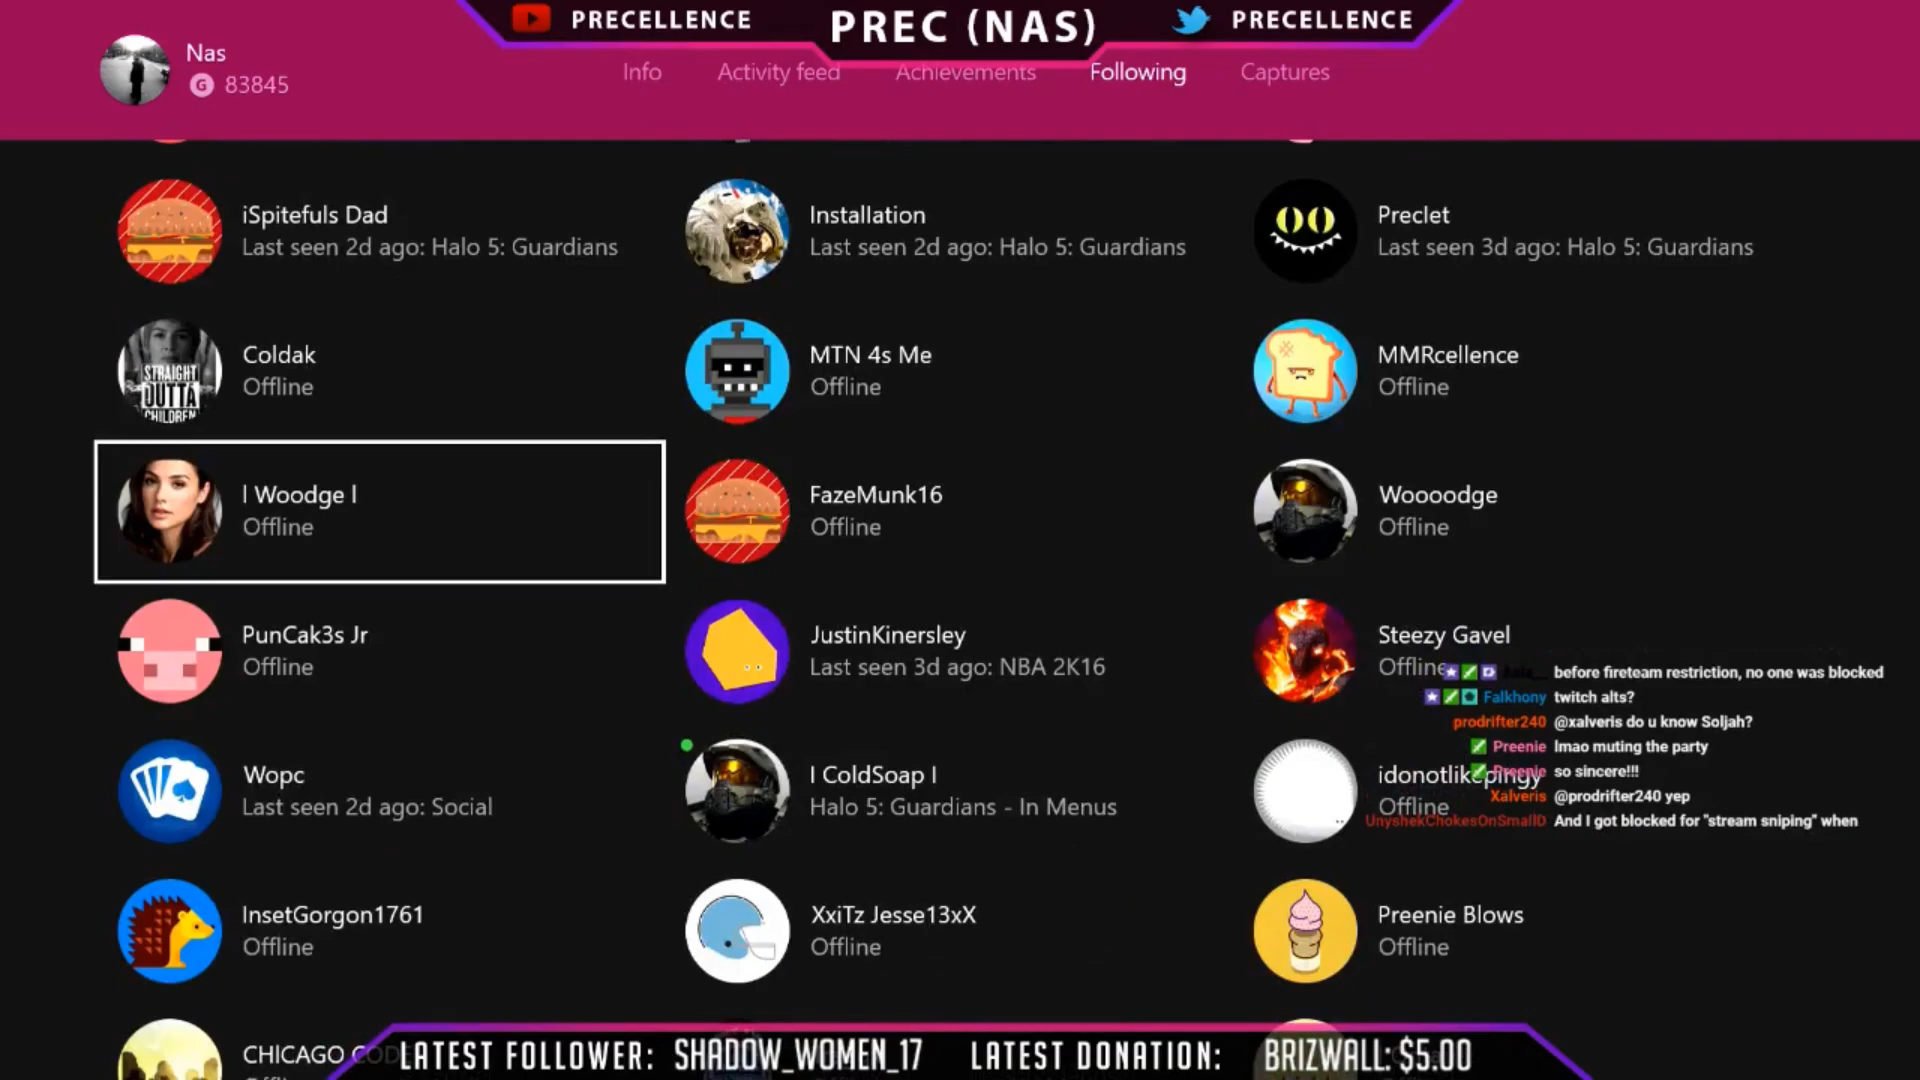 PRECELLENCE
PREC (NAS)
PRECELLENCE
Nas
G 83845
Info
Activity feed
Achievements
Following
Captures
iSpitefuls Dad
Last seen 2d ago: Halo 5: Guardians
Installation
Last seen 2d ago: Halo 5: Guardians
Preclet
Last seen 3d ago: Halo 5: Guardians
Coldak
Offline
STRAIGHT
OUTTA
CHILDREN
MTN 4s Me
Offline
MMRcellence
Offline
l Woodge l
Offline
FazeMunk16
Offline
Woooodge
Offline
PunCak3s Jr
Offline
JustinKinersley
Last seen 3d ago: NBA 2K16
Steezy Gavel
Offline
before fireteam restriction, no one was blocked
Falkhony twitch alts?
prodrifter240 @xalveris do u know Soljah?
Preenie lmao muting the party
Preenie so sincere!!!
Xalveris @prodrifter240 yep
UnyshekChokesOnSmallD And I got blocked for "stream sniping" when
Wopc
Last seen 2d ago: Social
I ColdSoap I
Halo 5: Guardians - In Menus
idonotlikepingy
Offline
InsetGorgon1761
Offline
XxiTz Jesse13xX
Offline
Preenie Blows
Offline
CHICAGO CODE
LATEST FOLLOWER: SHADOW_WOMEN_17
LATEST DONATION: BRIZWALL: $5.00